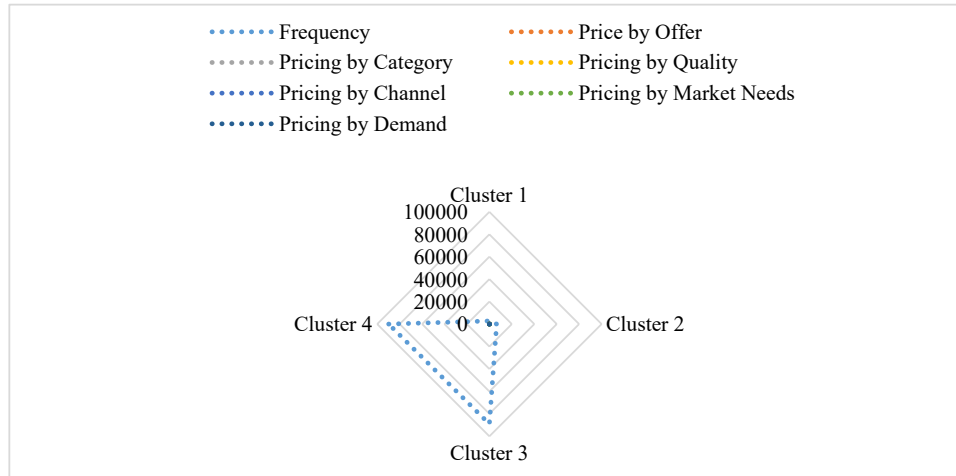 Frequency
Price by Offer
Pricing by Category
Pricing by Quality
Pricing by Channel
Pricing by Market Needs
Pricing by Demand
Cluster 1
100000
80000
60000
40000
20000
0
Cluster 4
Cluster 2
Cluster 3